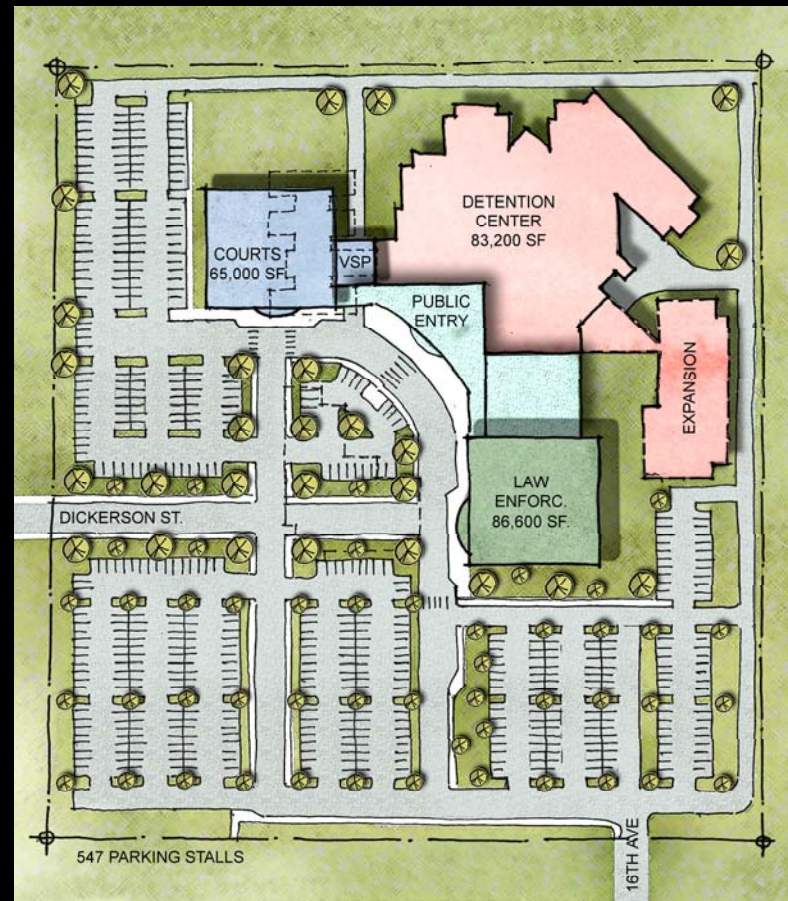 DETENTION
CENTER
83,200 SF
COURTS
65,000 SF.
VSP
PUBLIC
ENTRY
EXPANSION
LAW
ENFORC.
86,600 SF.
DICKERSON ST.
547 PARKING STALLS
16TH AVE